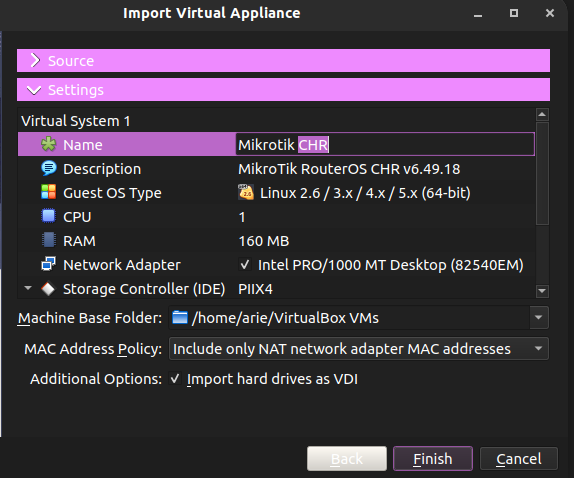 Import Virtual Appliance
Source
Settings
Virtual System 1
Name Mikrotik CHR
Description MikroTik RouterOS CHR v6.49.18
Guest OS Type 2.6 Linux 2.6 / 3.x / 4.x / 5.x (64-bit)
CPU 1
RAM 160 MB
Network Adapter ✓ Intel PRO/1000 MT Desktop (82540EM)
Storage Controller (IDE) PIIX4
Machine Base Folder: /home/arie/VirtualBox VMs
MAC Address Policy: Include only NAT network adapter MAC addresses
Additional Options: ✓ Import hard drives as VDI
Back Finish Cancel